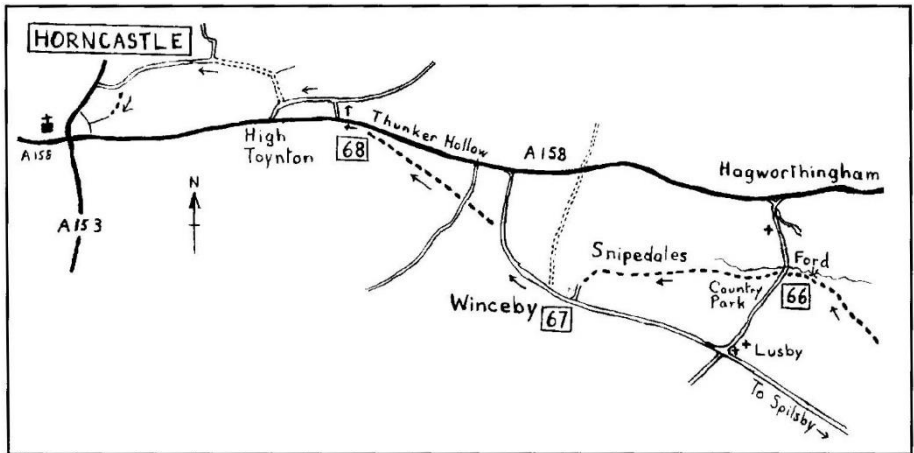 HORNCASTLE
A158
A153
N
High
Toynton
68
Thunker Hollow
A158
Hagworthingham
Snipedales
Country
Park
Ford
66
Winceby
67
Lusby
To Spilsby